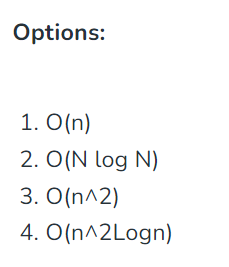 Options:
1. O(n)
2. O(N log N)
3. O(n^2)
4. O(n^2Logn)